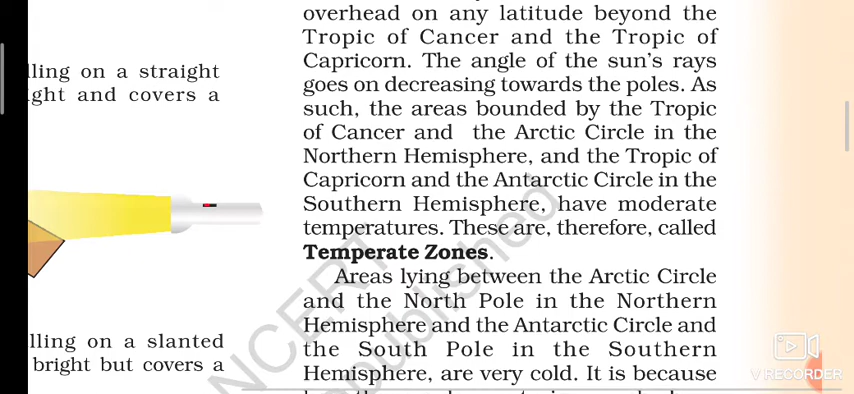 lling on a straight
ght and covers a
lling on a slanted
bright but covers a
overhead on any latitude beyond the
Tropic of Cancer and the Tropic of
Capricorn. The angle of the sun's rays
goes on decreasing towards the poles. As
such, the areas bounded by the Tropic
of Cancer and the Arctic Circle in the
Northern Hemisphere, and the Tropic of
Capricorn and the Antarctic Circle in the
Southern Hemisphere, have moderate
temperatures. These are, therefore, called
Temperate Zones.
Areas lying between the Arctic Circle
and the North Pole in the Northern
Hemisphere and the Antarctic Circle and
the South Pole in the Southern
Hemisphere, are very cold. It is because
NCERT
republished
V RECORDER